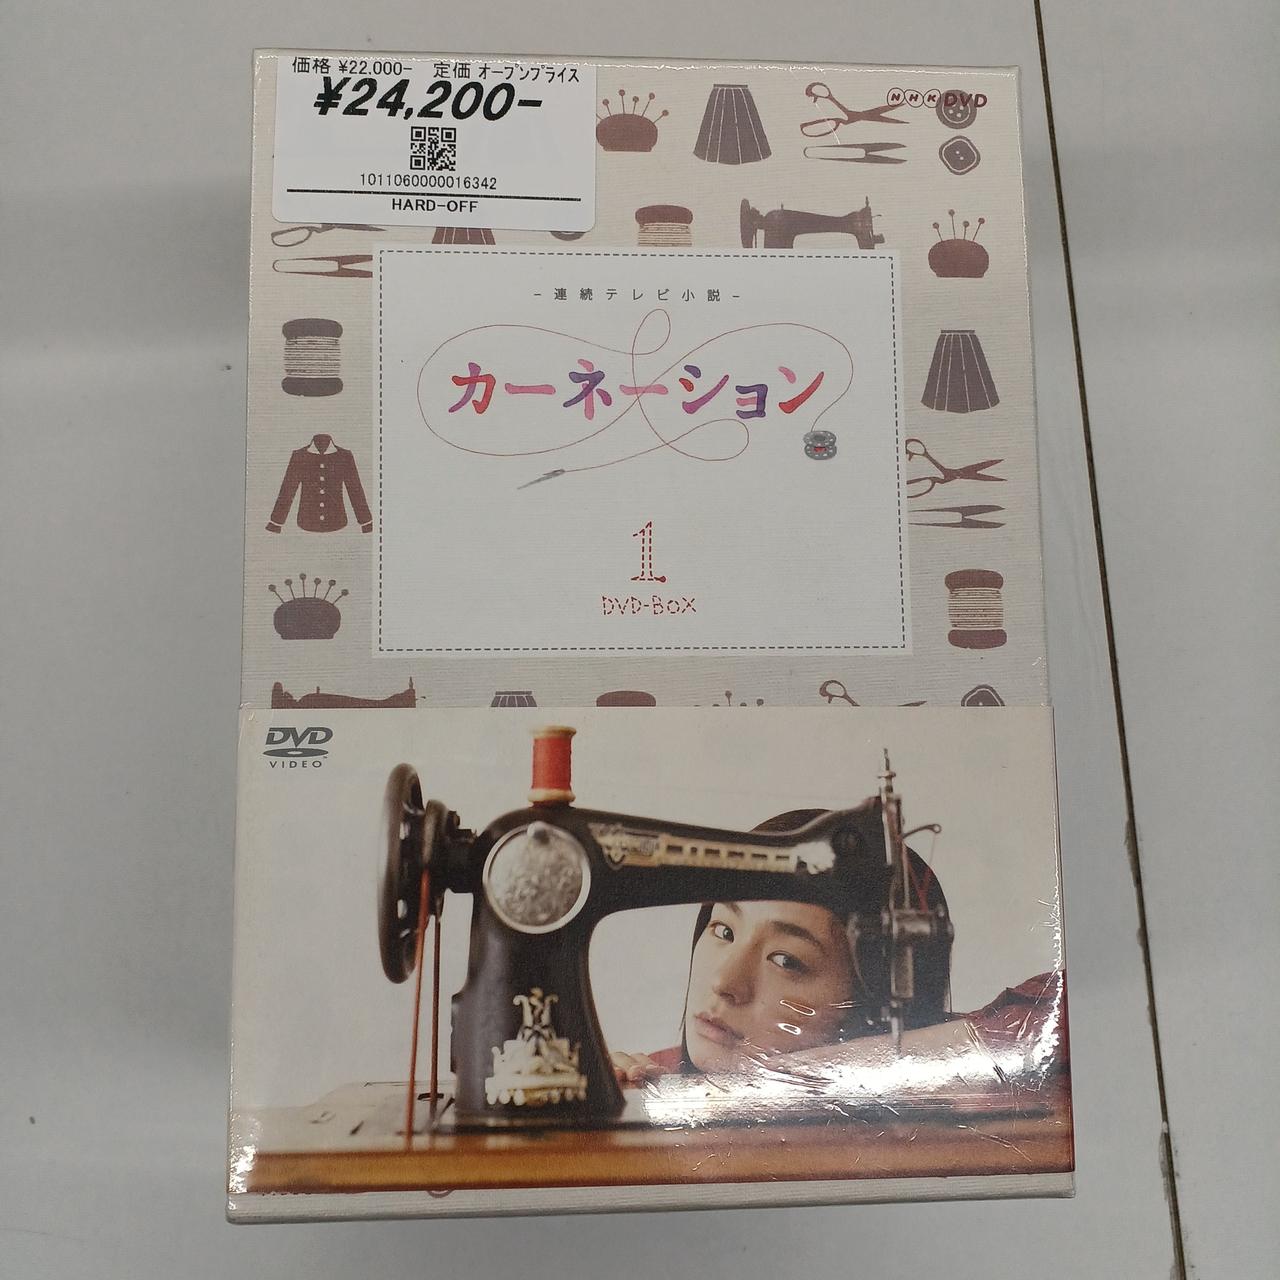 価格 ¥22,000- 定価 オープンプライス
¥24,200-
1011060000016342
HARD-OFF
NHK DVD
-連続テレビ小説-
カーネーション
1
DVD-BOX
DVD
VIDEO